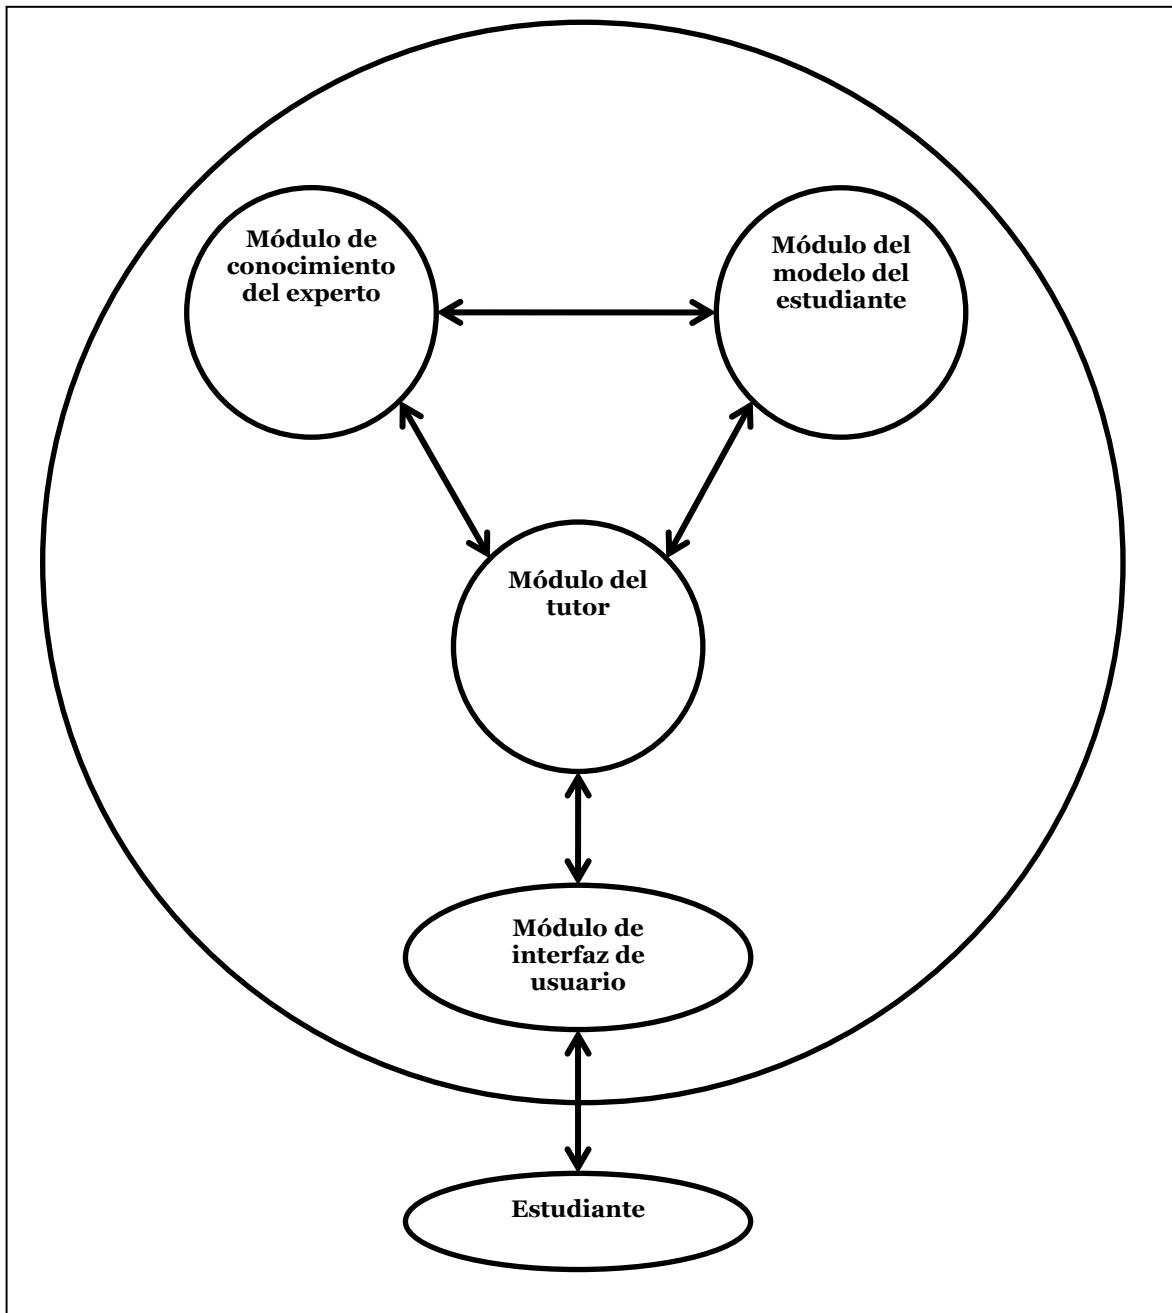 Módulo de
conocimiento
del experto
Módulo del
modelo del
estudiante
Módulo del
tutor
Módulo de
interfaz de
usuario
Estudiante